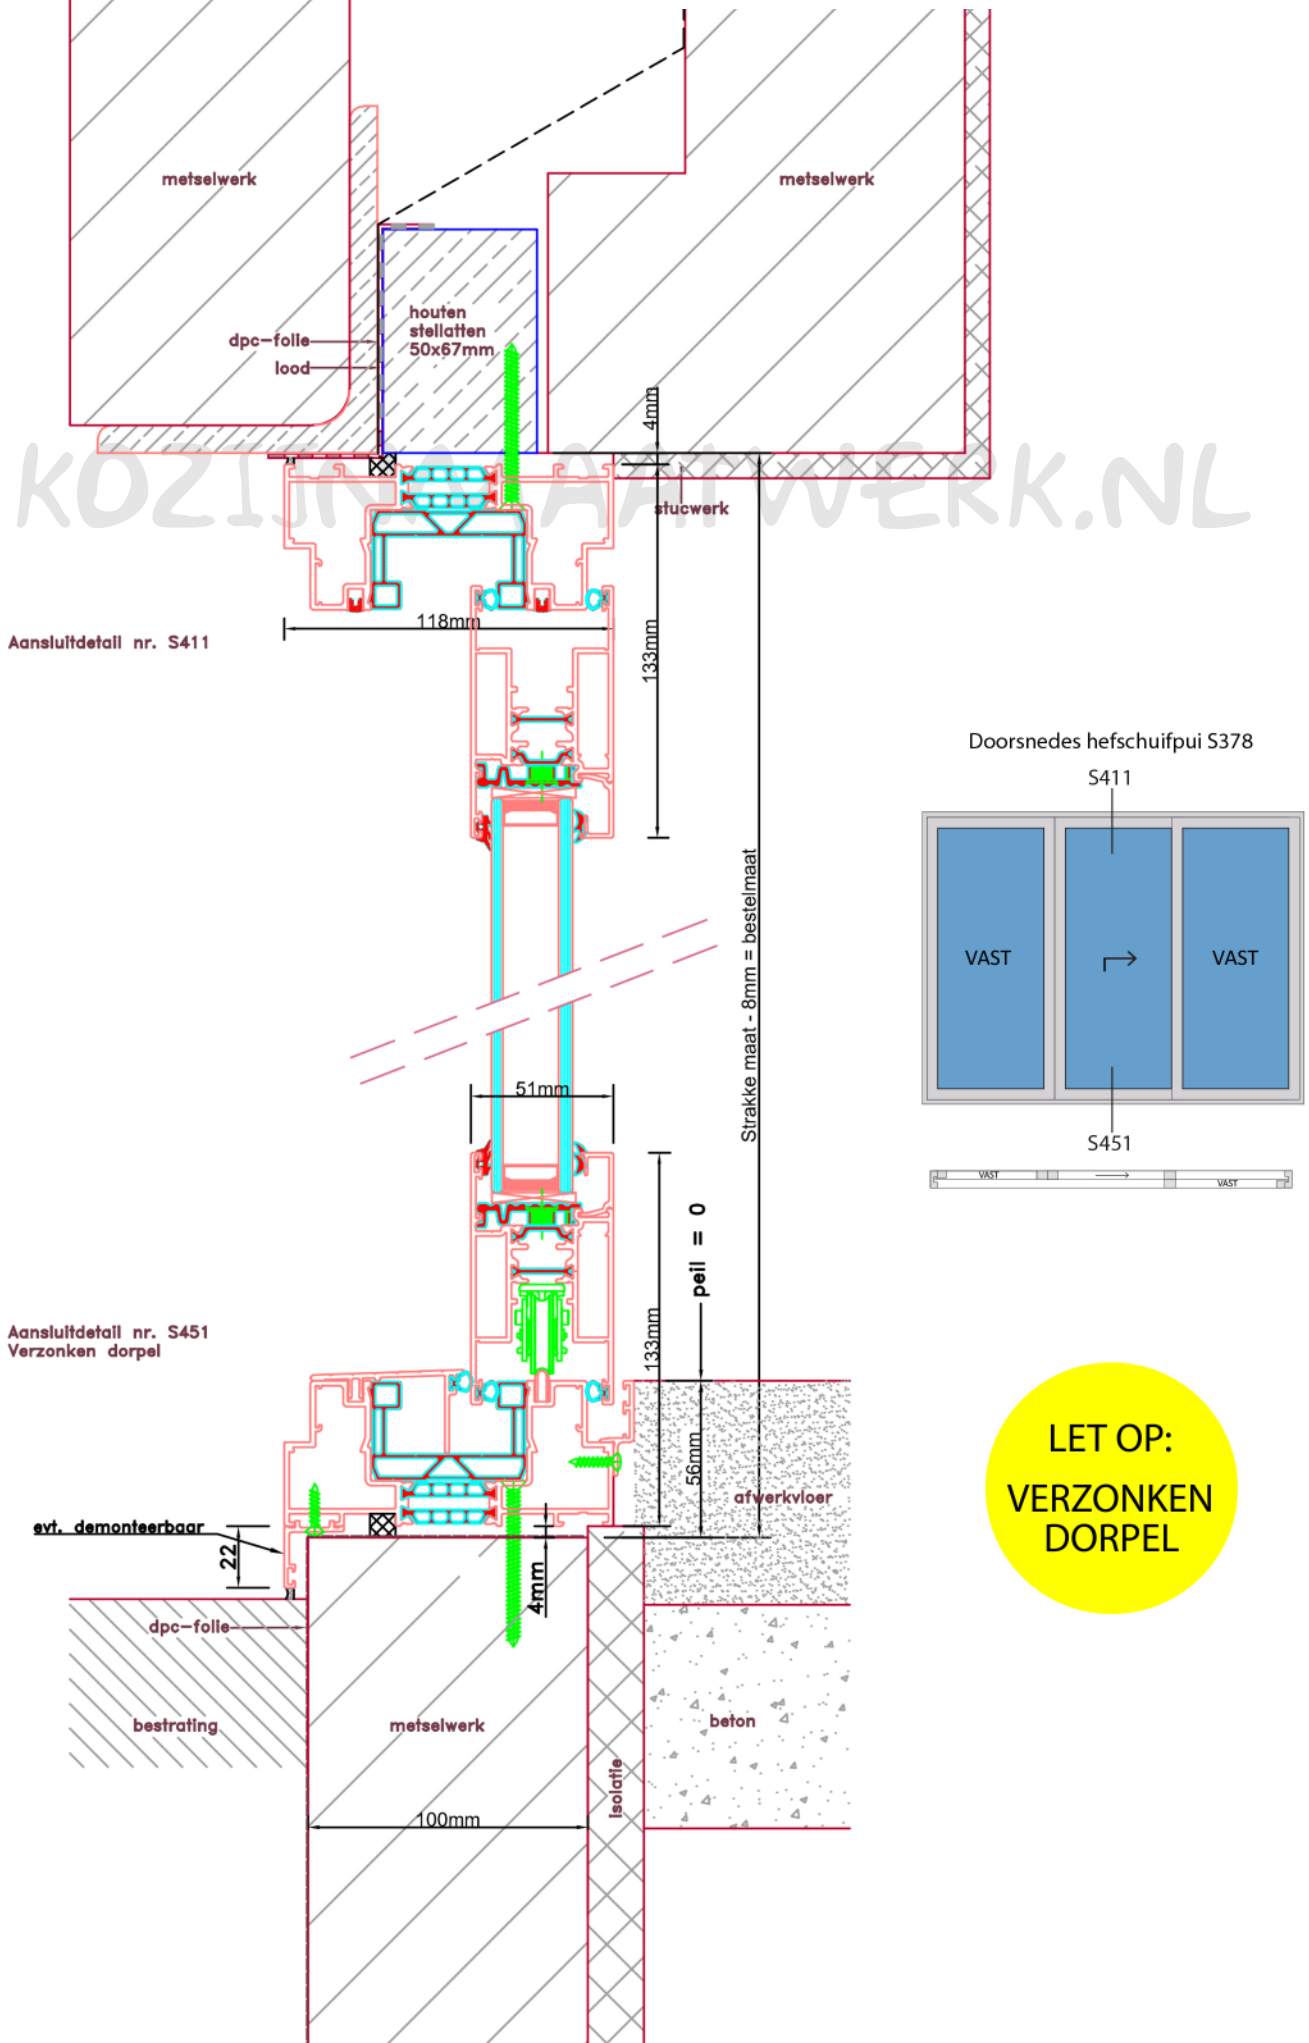 metselwerk
metselwerk
houten
stellatten
50x67mm
dpc-folie
lood
4mm
KOZIJNMAATWERK.NL
stucwerk
118mm
Aansluitdetail nr. S411
133mm
Doorsnedes hefschuifpui S378
S411
VAST
VAST
Strakke maat - 8mm = bestelmaat
51mm
S451
VAST
VAST
peil = 0
Aansluitdetail nr. S451
Verzonken dorpel
133mm
56mm
LET OP:
VERZONKEN
DORPEL
afwerkvloer
evt. demonteerbaar
22
4mm
dpc-folie
bestrating
metselwerk
beton
isolatie
100mm